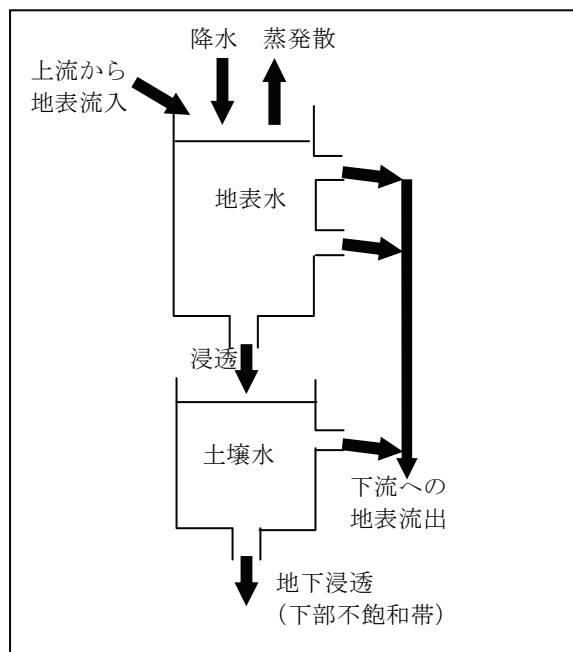 降水
蒸発散
上流から
地表流入
地表水
浸透
土壌水
下流への
地表流出
地下浸透
（下部不飽和帯）